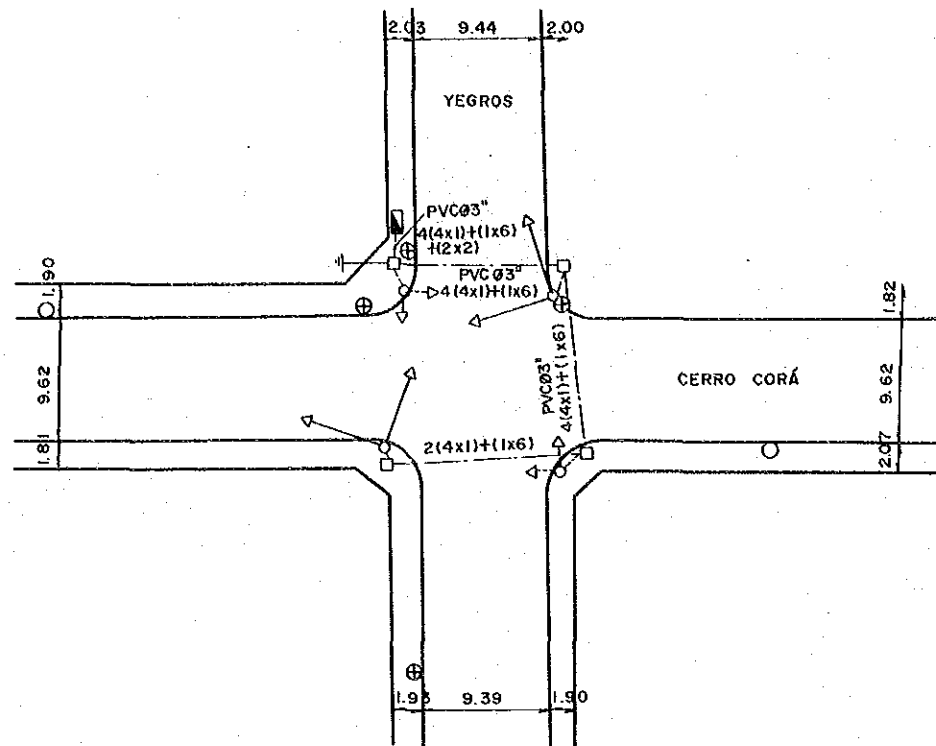 2.03 9.44 2.00
YEGROS
PVCØ3"
4(4x1)+(1x6)
+(2x2)
PVCØ3"
4(4x1)+(1x6)
1.90
9.62
1.81
PVCØ3"
4(4x1)+(1x6)
CERRO CORÁ
1.82
9.62
2.07
2(4x1)+(1x6)
1.93 9.39 1.90